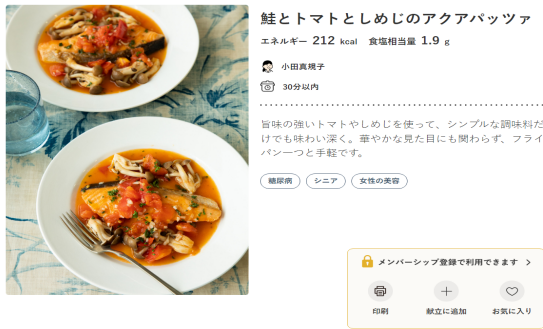 鮭とトマトとしめじのアクアパッツァ
エネルギー 212 kcal 食塩相当量 1.9 g
小田真規子
30分以内
旨味の強いトマトやしめじを使って、シンプルな調味料だ
けでも味わい深く。華やかな見た目にも関わらず、フライ
パン一つと手軽です。
糖尿病 シニア 女性の美容
メンバーシップ登録で利用できます
印刷 献立に追加 お気に入り